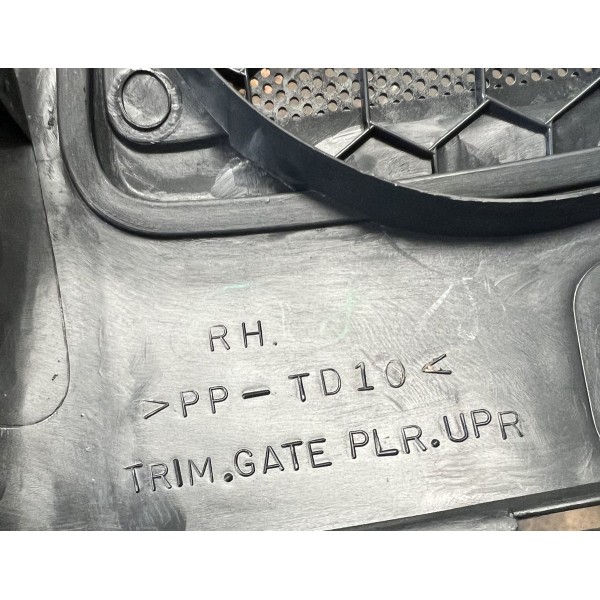 RH.
>PP-TD10<
TRIM.GATE PLR.UPR